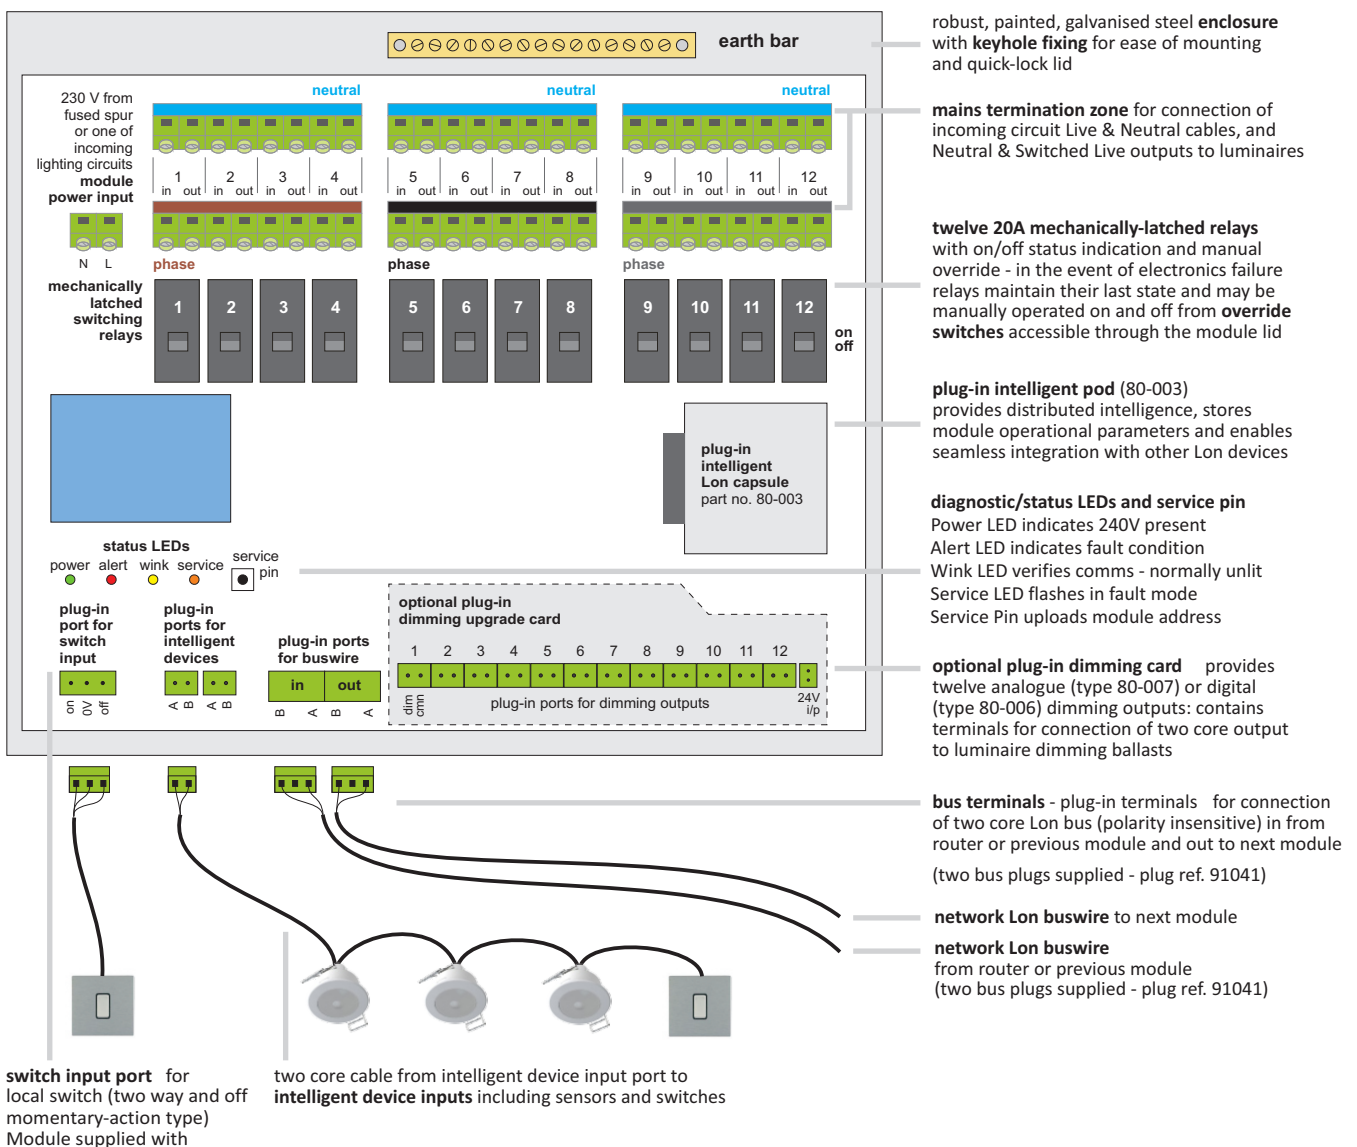 earth bar
230 V from
fused spur
or one of
incoming
lighting circuits
module
power input
N L
neutral
neutral
neutral
1 2 3 4
in out in out in out in out
5 6 7 8
in out in out in out in out
9 10 11 12
in out in out in out in out
phase
phase
phase
mechanically
latched
switching
relays
1 2 3 4
5 6 7 8
9 10 11 12
on
off
plug-in
intelligent
Lon capsule
part no. 80-003
status LEDs
power alert wink service
service
pin
plug-in
port for
switch
input
on 0V off
plug-in
ports for
intelligent
devices
A B A B
plug-in ports
for buswire
in out
B A B A
optional plug-in
dimming upgrade card
1 2 3 4 5 6 7 8 9 10 11 12
dim
cmn
plug-in ports for dimming outputs
24V
i/p
robust, painted, galvanised steel enclosure
with keyhole fixing for ease of mounting
and quick-lock lid
mains termination zone for connection of
incoming circuit Live & Neutral cables, and
Neutral & Switched Live outputs to luminaires
twelve 20A mechanically-latched relays
with on/off status indication and manual
override - in the event of electronics failure
relays maintain their last state and may be
manually operated on and off from override
switches accessible through the module lid
plug-in intelligent pod (80-003)
provides distributed intelligence, stores
module operational parameters and enables
seamless integration with other Lon devices
diagnostic/status LEDs and service pin
Power LED indicates 240V present
Alert LED indicates fault condition
Wink LED verifies comms - normally unlit
Service LED flashes in fault mode
Service Pin uploads module address
optional plug-in dimming card provides
twelve analogue (type 80-007) or digital
(type 80-006) dimming outputs: contains
terminals for connection of two core output
to luminaire dimming ballasts
bus terminals - plug-in terminals for connection
of two core Lon bus (polarity insensitive) in from
router or previous module and out to next module
(two bus plugs supplied - plug ref. 91041)
network Lon buswire to next module
network Lon buswire
from router or previous module
(two bus plugs supplied - plug ref. 91041)
switch input port for
local switch (two way and off
momentary-action type)
Module supplied with
two core cable from intelligent device input port to
intelligent device inputs including sensors and switches